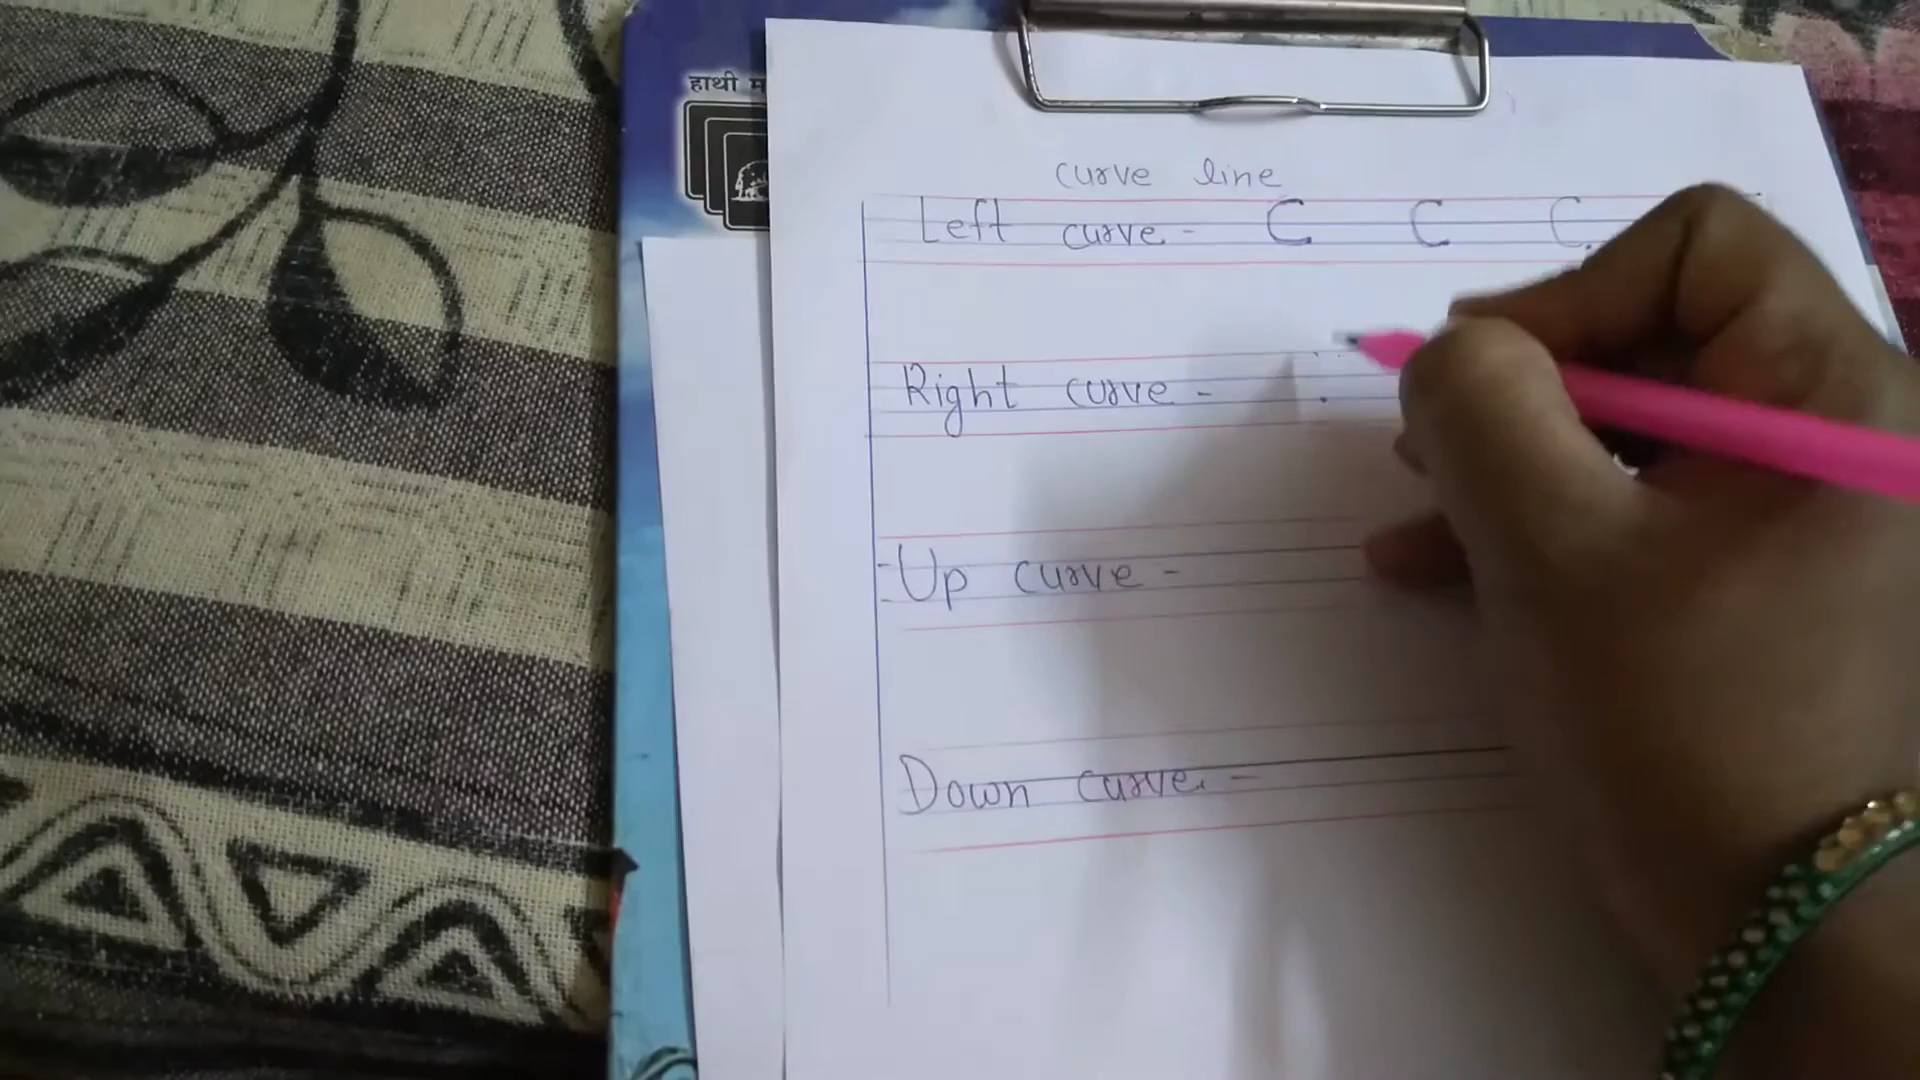 हाथी
curve line
Left curve - C C C
Right curve -
Up curve -
Down curve -